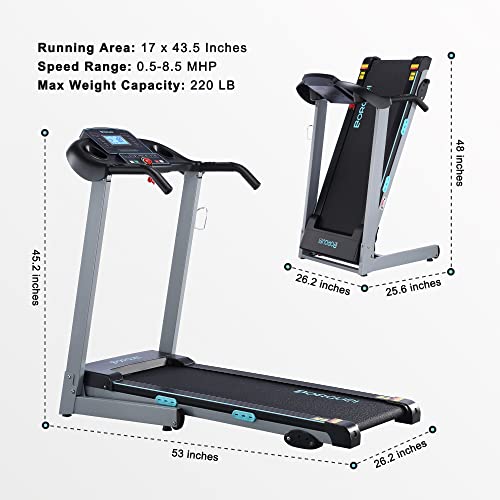 Running Area: 17 x 43.5 Inches
Speed Range: 0.5-8.5 MHP
Max Weight Capacity: 220 LB
48 inches
26.2 inches
25.6 inches
45.2 inches
53 inches
26.2 inches